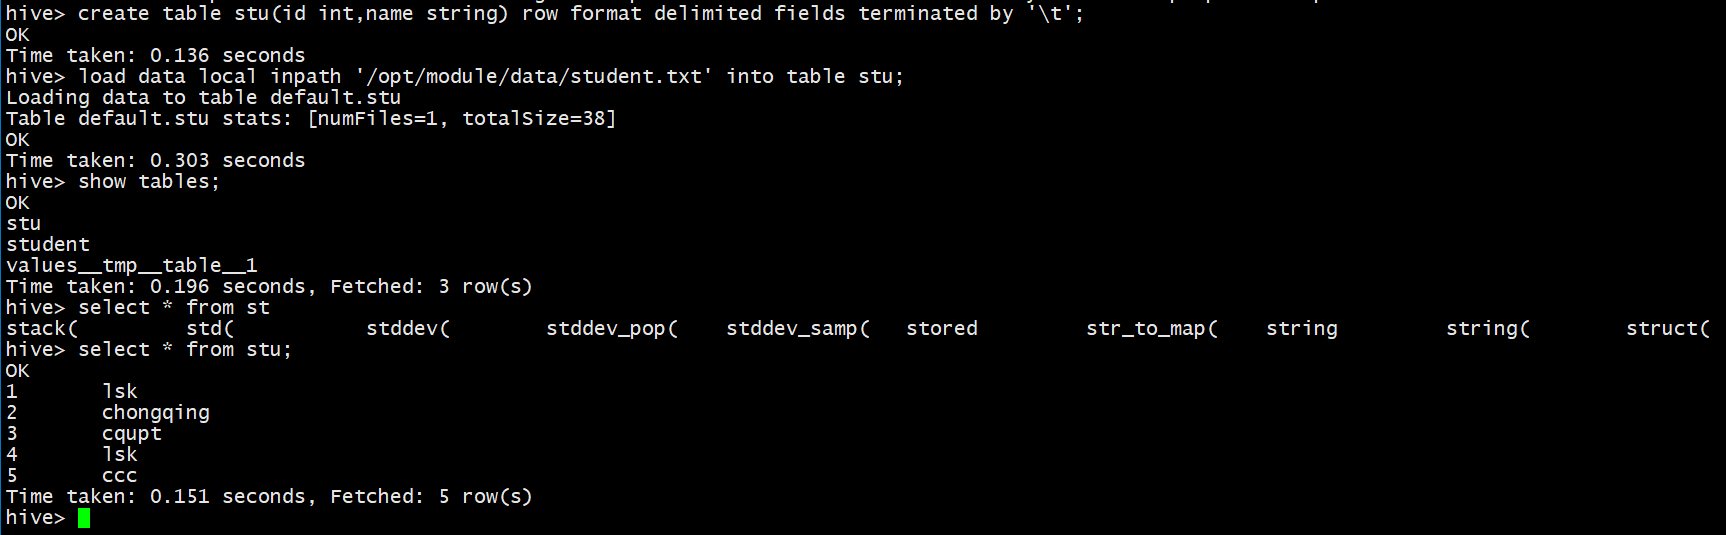 hive> create table stu(id int,name string) row format delimited fields terminated by '\t';
OK
Time taken: 0.136 seconds
hive> load data local inpath '/opt/module/data/student.txt' into table stu;
Loading data to table default.stu
Table default.stu stats: [numFiles=1, totalSize=38]
OK
Time taken: 0.303 seconds
hive> show tables;
OK
stu
student
values__tmp__table__1
Time taken: 0.196 seconds, Fetched: 3 row(s)
hive> select * from st
stack(         std(           stddev(        stddev_pop(    stddev_samp(   stored         str_to_map(    string         string(        struct(
hive> select * from stu;
OK
1       lsk
2       chongqing
3       cqupt
4       lsk
5       ccc
Time taken: 0.151 seconds, Fetched: 5 row(s)
hive>